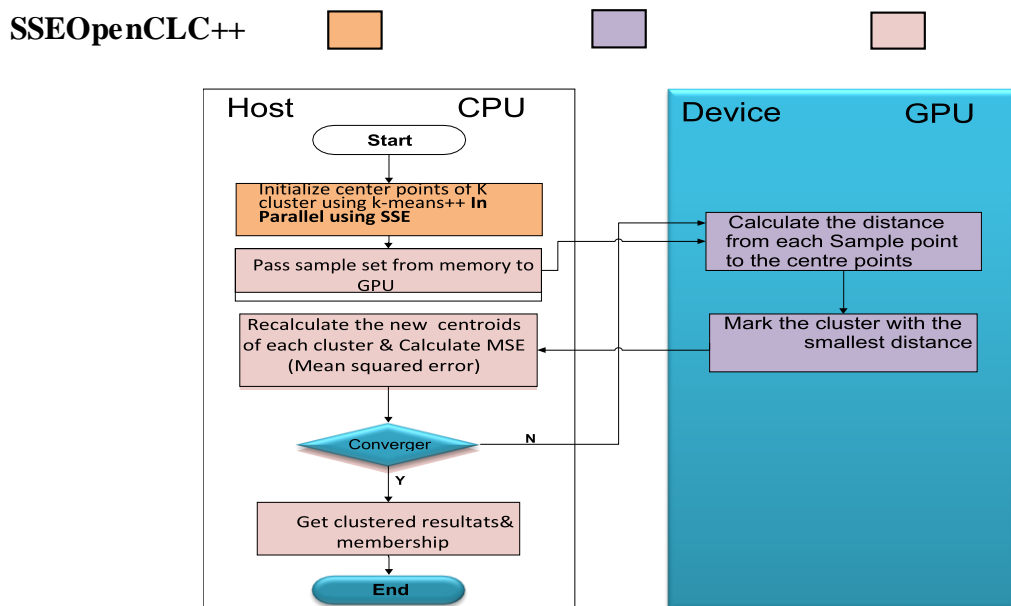 SSEOpenCLC++
Host CPU
Start
Initialize center points of K
cluster using k-means++ In
Parallel using SSE
Pass sample set from memory to
GPU
Recalculate the new centroids
of each cluster & Calculate MSE
(Mean squared error)
Converger
N
Y
Get clustered resultats&
membership
End
Device GPU
Calculate the distance
from each Sample point
to the centre points
Mark the cluster with the
smallest distance